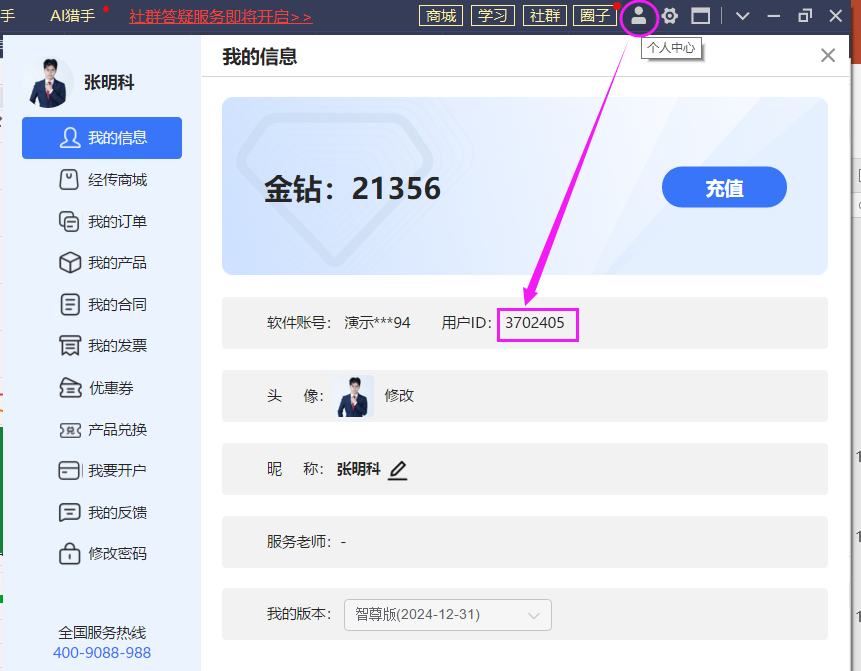 手 AI猎手 社群答疑服务即将开启>> 商城 学习 社群 圈子
个人中心
张明科
我的信息
经传商城
我的订单
我的产品
我的合同
我的发票
优惠券
产品兑换
我要开户
我的反馈
修改密码
全国服务热线
400-9088-988
我的信息
金钻：21356
充值
软件账号： 演示***94 用户ID： 3702405
头 像： 修改
昵 称： 张明科
服务老师： -
我的版本： 智尊版(2024-12-31)